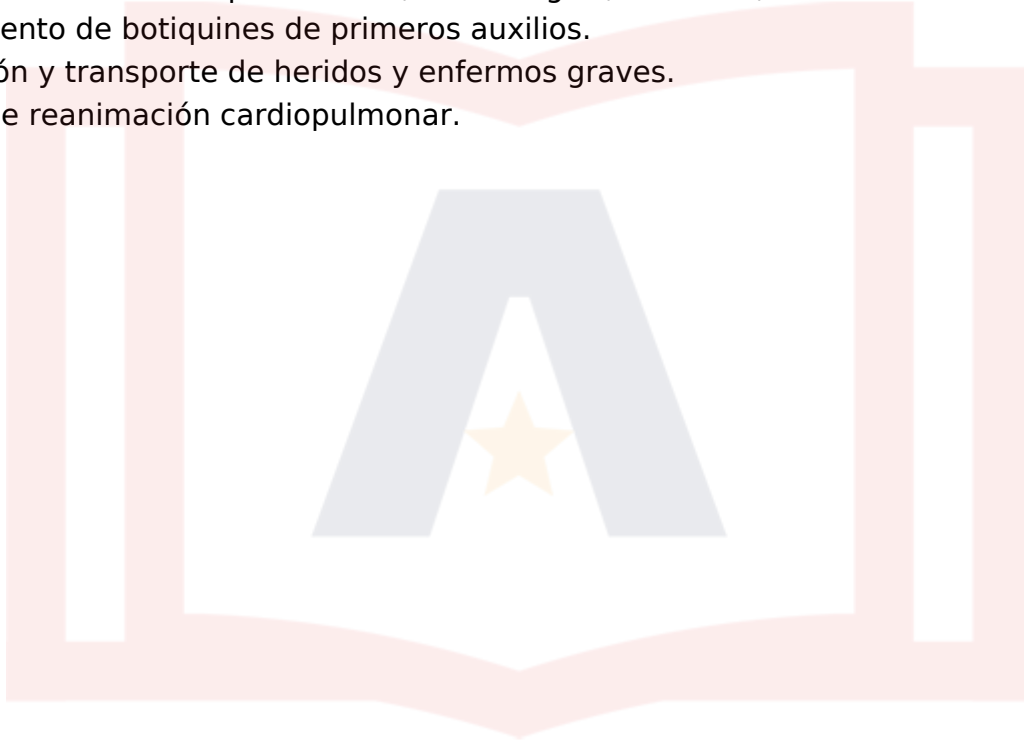 ento de botiquines de primeros auxilios.
ón y transporte de heridos y enfermos graves.
e reanimación cardiopulmonar.